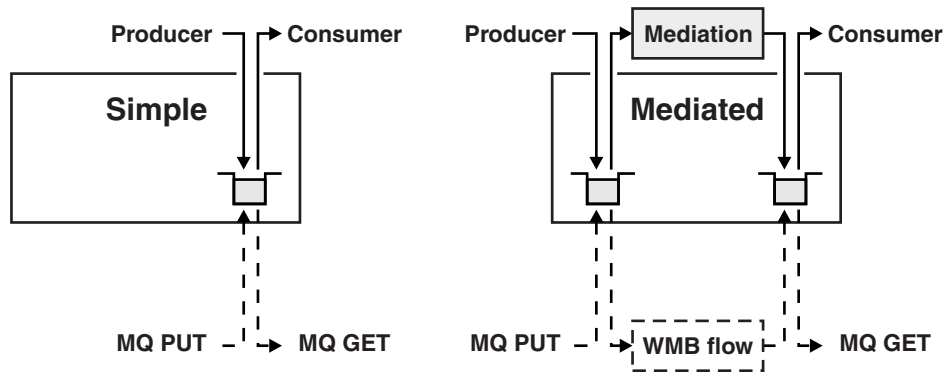 Producer
Consumer
Simple
MQ PUT
MQ GET
Producer
Mediation
Consumer
Mediated
MQ PUT
WMB flow
MQ GET